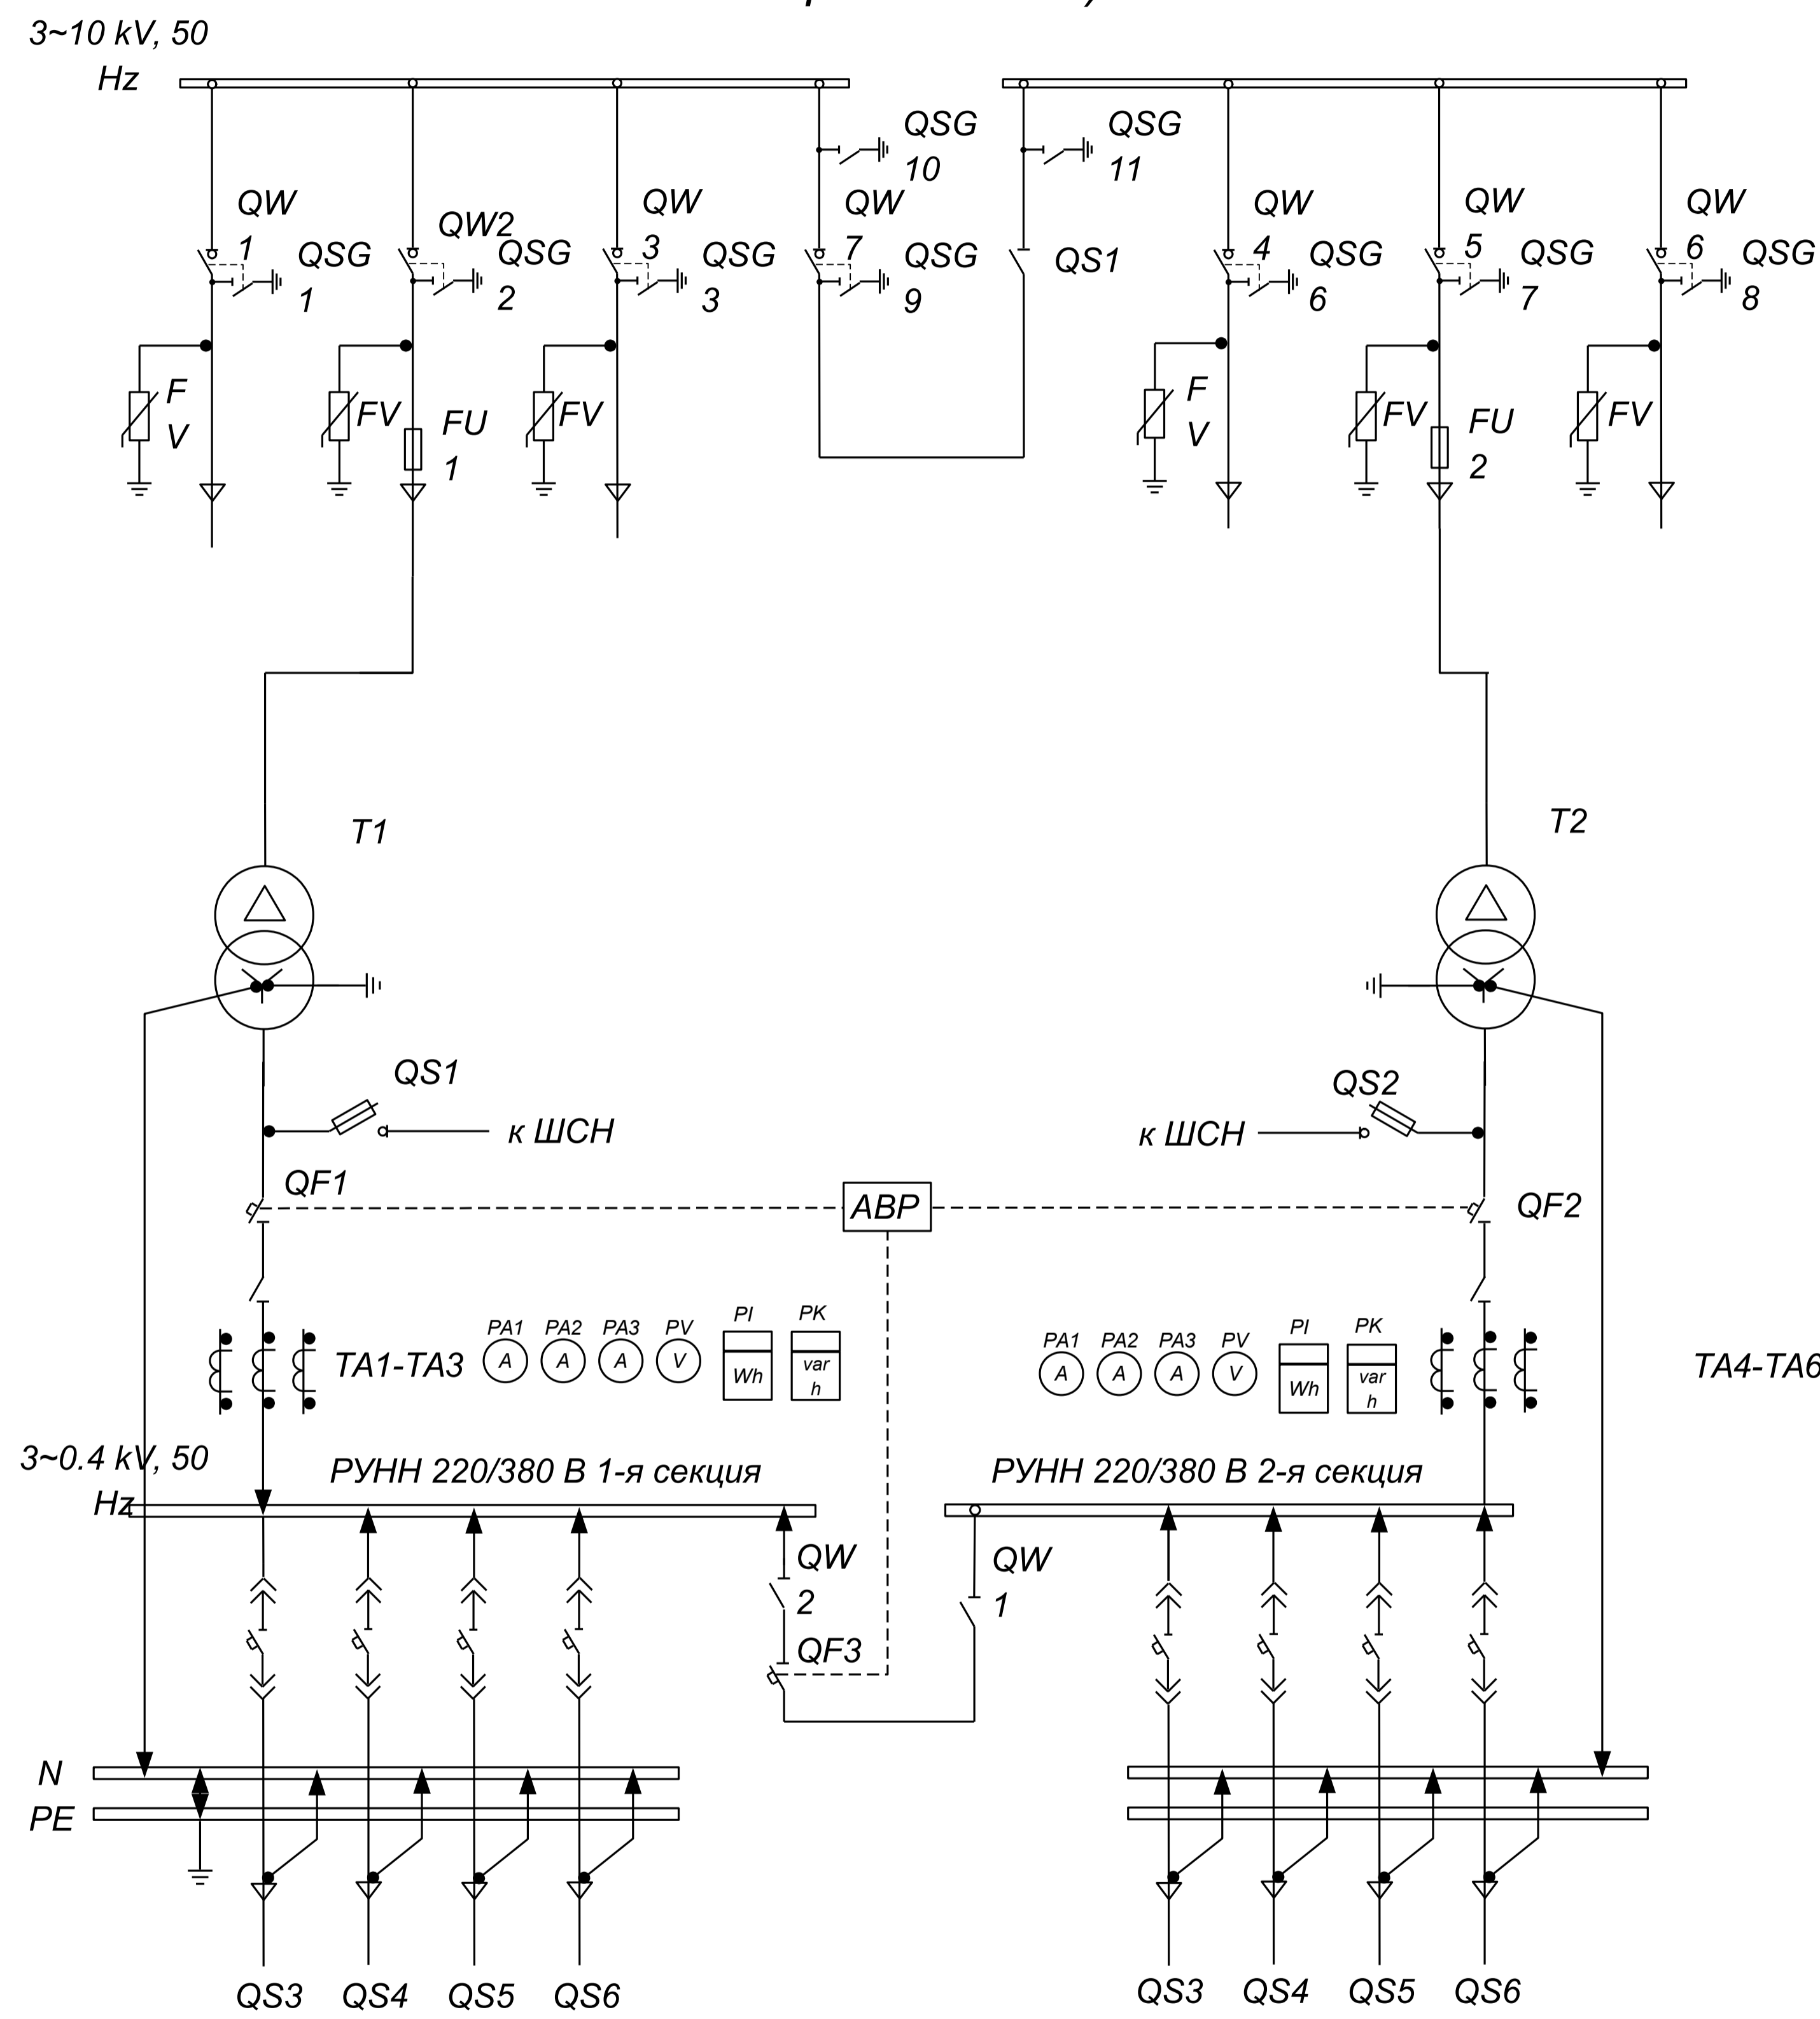 3~10 kV, 50
Hz
QSG
10
QSG
11
QW
1
QW2
QW
3
QW
7
QW
4
QW
5
QW
6
QSG
1
QSG
2
QSG
3
QSG
9
QS1
QSG
6
QSG
7
QSG
8
F
V
FV
FU
1
FV
F
V
FV
FU
2
FV
T1
T2
QS1
QS2
к ШСН
к ШСН
QF1
АВР
QF2
TA1-TA3
PA1
A
PA2
A
PA3
A
PV
V
PI
Wh
PK
var
h
PA1
A
PA2
A
PA3
A
PV
V
PI
Wh
PK
var
h
TA4-TA6
3~0.4 kV, 50
Hz
РУНН 220/380 В 1-я секция
РУНН 220/380 В 2-я секция
QW
2
QW
1
QF3
N
PE
QS3 QS4 QS5 QS6
QS3 QS4 QS5 QS6